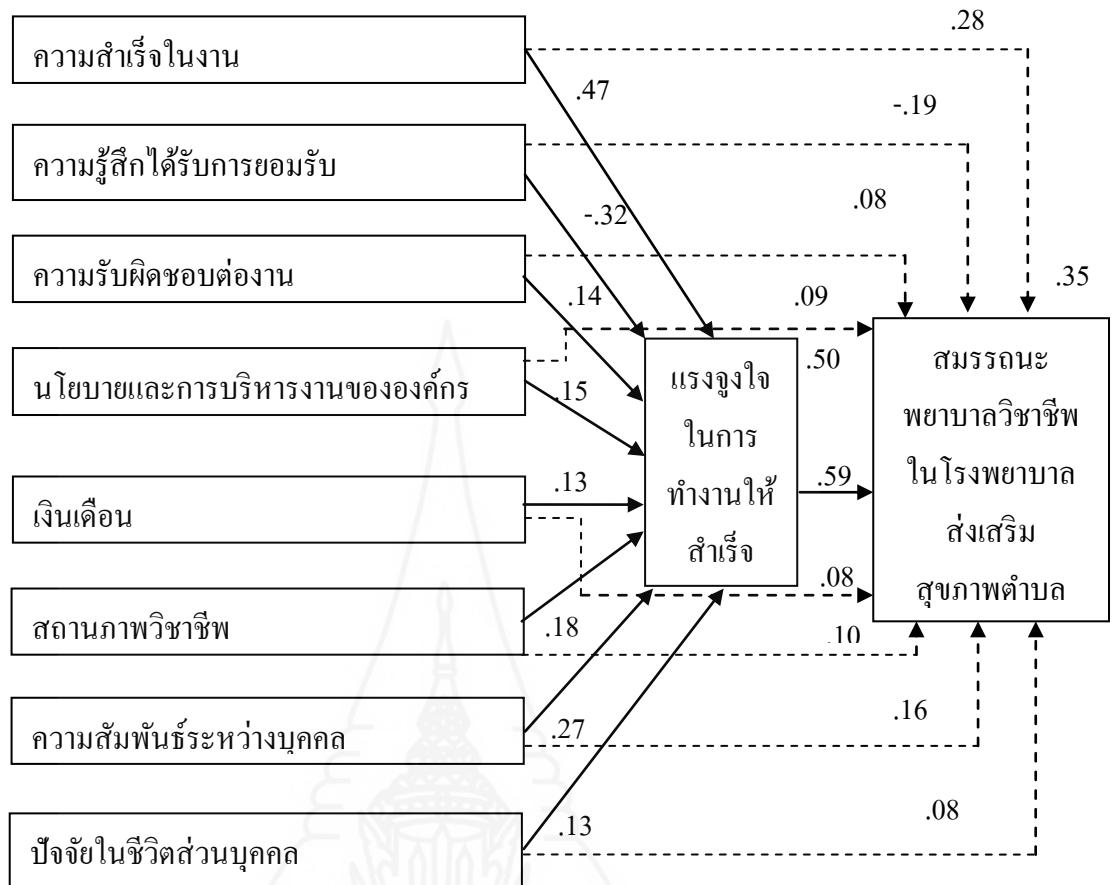 .28
ความสำเร็จในงาน
.47
-.19
ความรู้สึกได้รับการยอมรับ
.08
-.32
ความรับผิดชอบต่องาน
.35
.14
.09
นโยบายและการบริหารงานขององค์กร
.15
แรงจูงใจ
ในการ
ทำงานให้
สำเร็จ
.50
สมรรถนะ
พยาบาลวิชาชีพ
ในโรงพยาบาล
ส่งเสริม
สุขภาพตำบล
.59
.13
เงินเดือน
.08
สถานภาพวิชาชีพ
.18
.10
ความสัมพันธ์ระหว่างบุคคล
.27
.16
.13
.08
ปัจจัยในชีวิตส่วนบุคคล